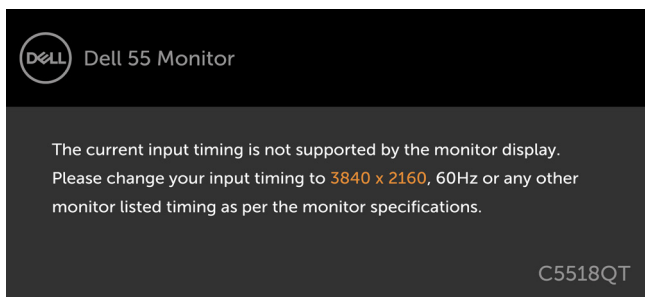 DELL
Dell 55 Monitor
The current input timing is not supported by the monitor display.
Please change your input timing to 3840 x 2160, 60Hz or any other
monitor listed timing as per the monitor specifications.
C5518QT